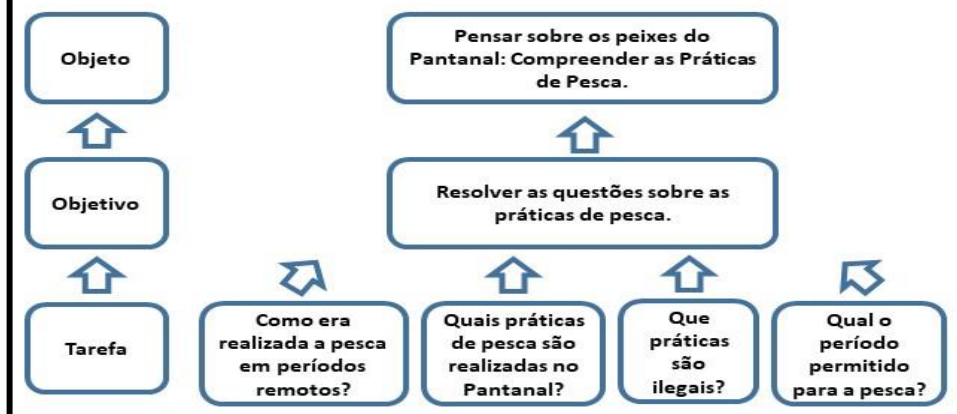 Objeto
Pensar sobre os peixes do
Pantanal: Compreender as Práticas
de Pesca.
Objetivo
Resolver as questões sobre as
práticas de pesca.
Tarefa
Como era
realizada a pesca
em períodos
remotos?
Quais práticas
de pesca são
realizadas no
Pantanal?
Que
práticas
são
ilegais?
Qual o
período
permitido
para a pesca?